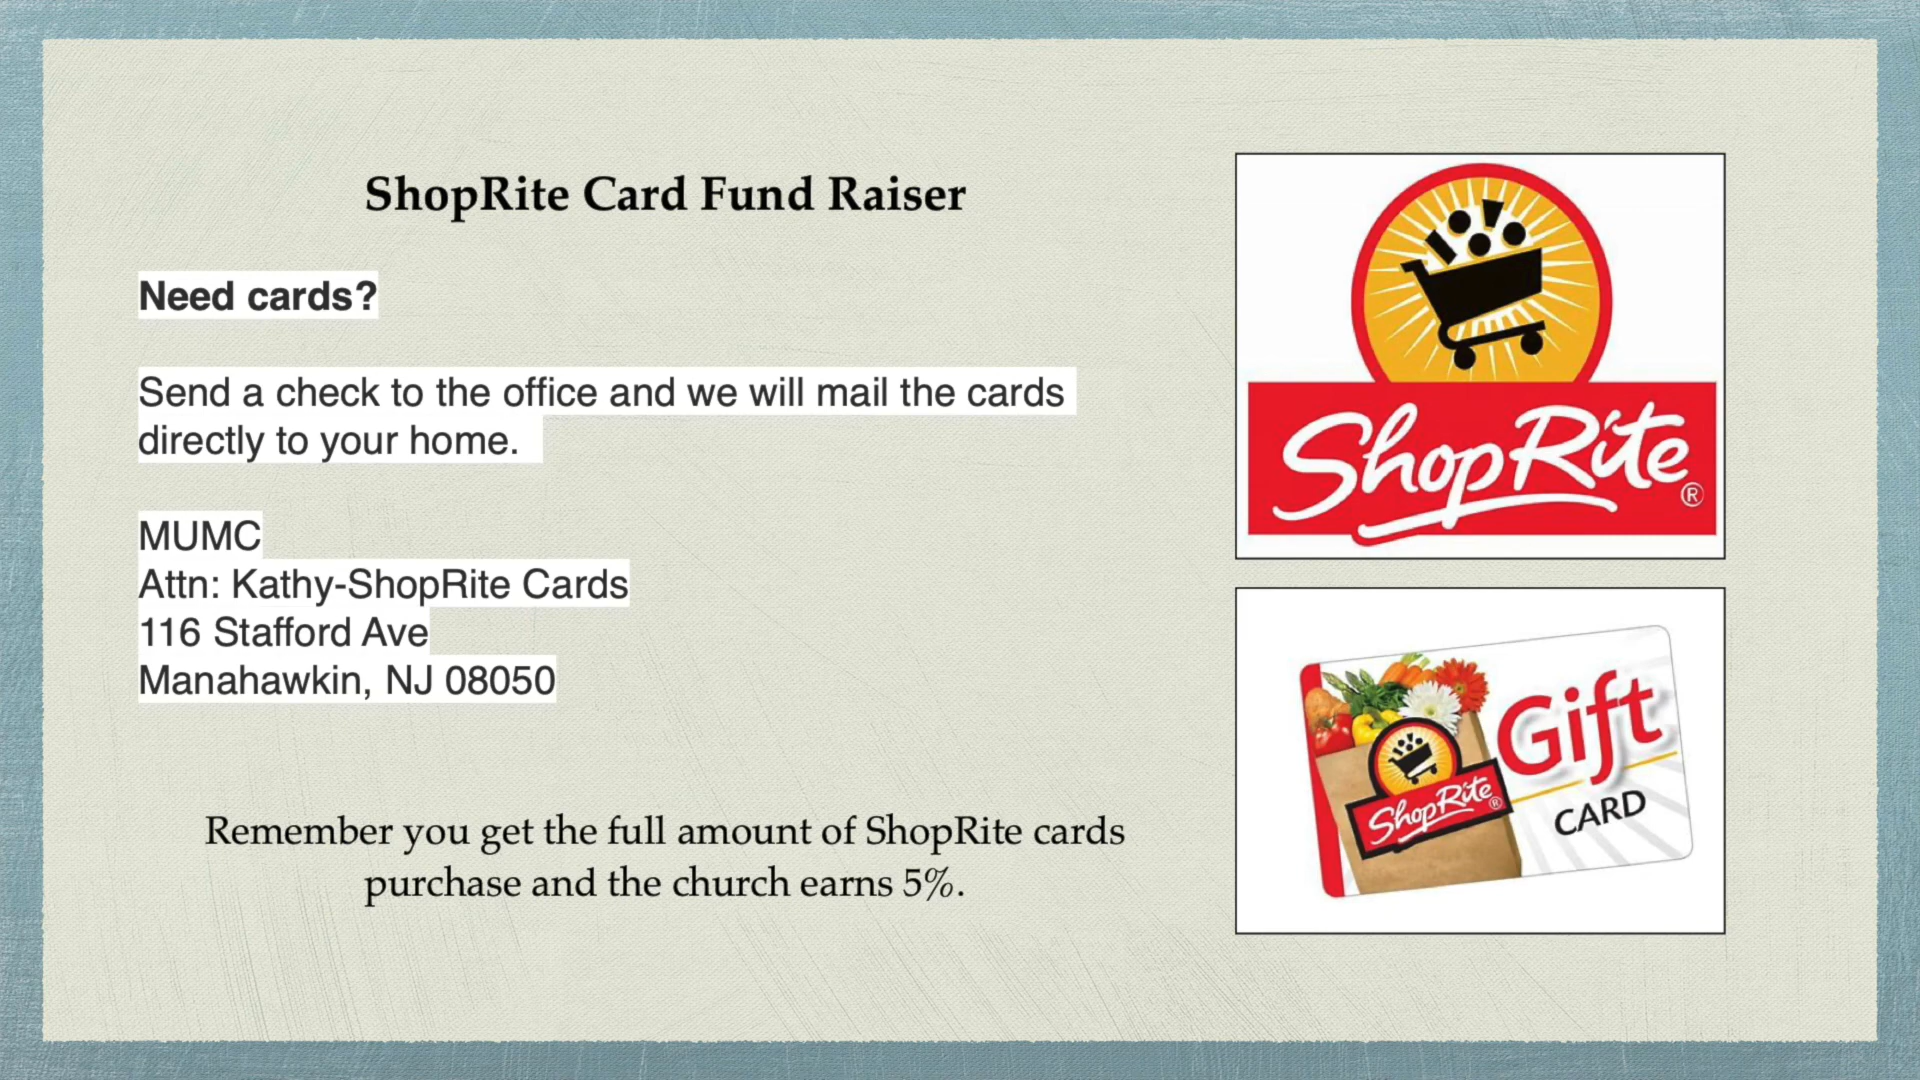 ShopRite Card Fund Raiser
Need cards?
Send a check to the office and we will mail the cards
directly to your home.
MUMC
Attn: Kathy-ShopRite Cards
116 Stafford Ave
Manahawkin, NJ 08050
Remember you get the full amount of ShopRite cards
purchase and the church earns 5%.
ShopRite®
Gift
CARD
ShopRite®